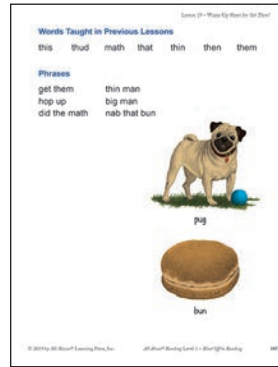 Words Taught in Previous Lessons
this thud math that thin then them
Phrases
get them thin man
hop up big man
did the math nab that bun
pug
bun